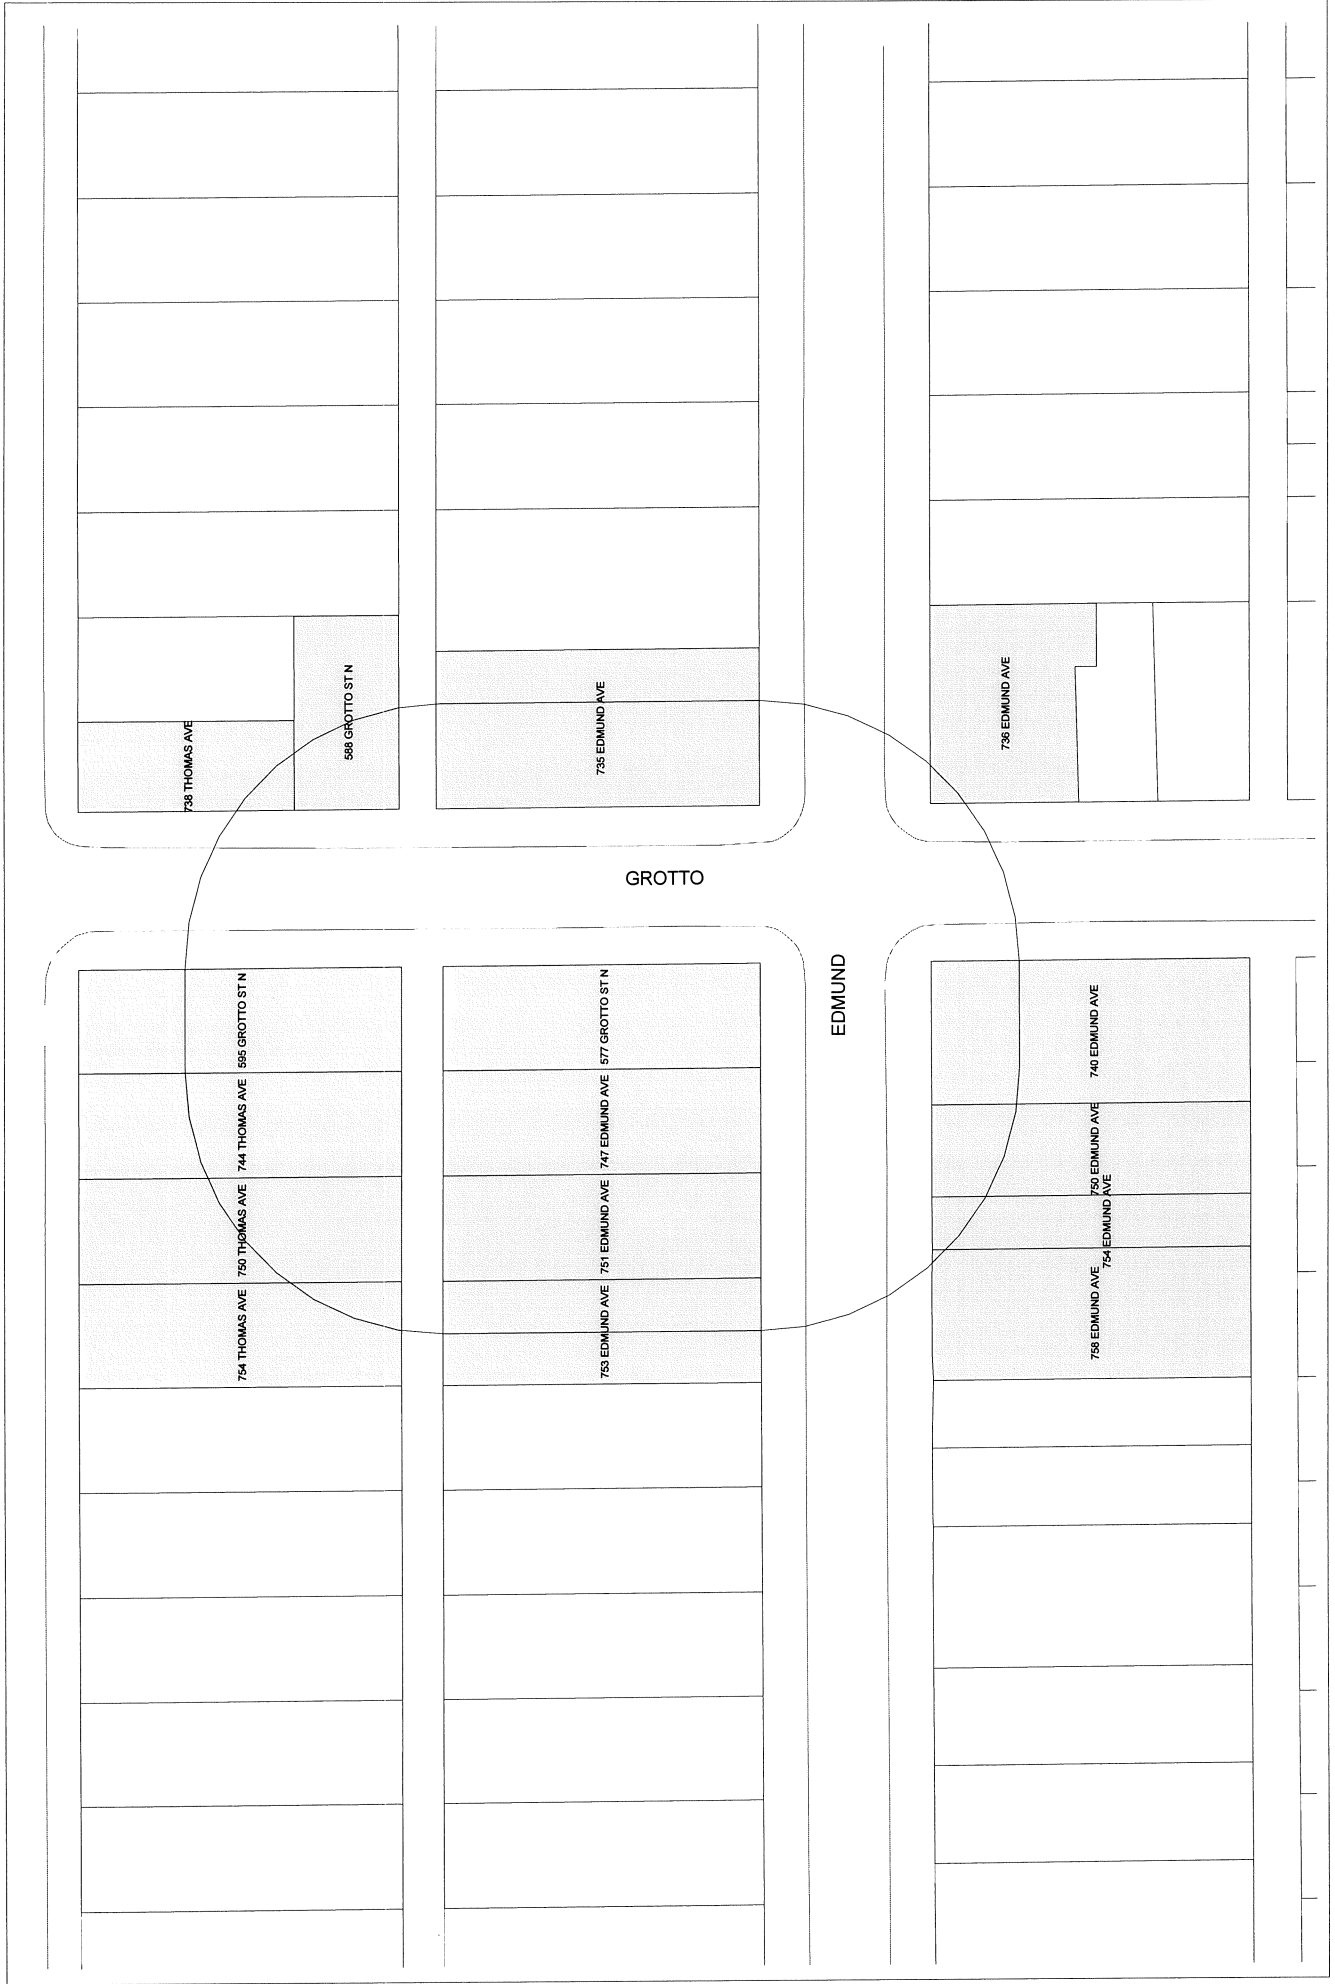 738 THOMAS AVE
588 GROTTO ST N
735 EDMUND AVE
736 EDMUND AVE
GROTTO
EDMUND
595 GROTTO ST N
577 GROTTO ST N
740 EDMUND AVE
744 THOMAS AVE
747 EDMUND AVE
750 EDMUND AVE
750 THOMAS AVE
751 EDMUND AVE
754 EDMUND AVE
754 THOMAS AVE
753 EDMUND AVE
758 EDMUND AVE